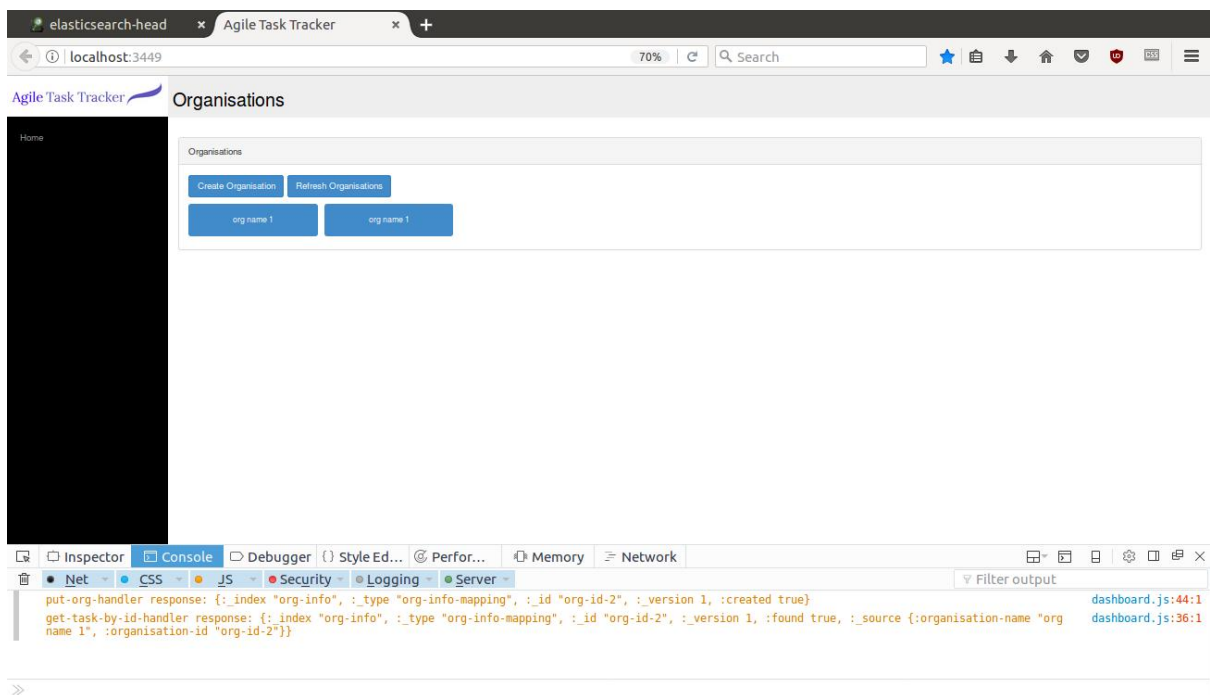 elasticsearch-head × Agile Task Tracker × +
localhost:3449 70% Search CSS
Agile Task Tracker Organisations
Home
Organisations
Create Organisation Refresh Organisations
org name 1 org name 1
Inspector Console Debugger {} Style Ed... Perfor... Memory Network
Net CSS JS Security Logging Server Filter output
put-org-handler response: {:_index "org-info", :_type "org-info-mapping", :_id "org-id-2", :_version 1, :created true} dashboard.js:44:1
get-task-by-id-handler response: {:_index "org-info", :_type "org-info-mapping", :_id "org-id-2", :_version 1, :found true, :_source {:organisation-name "org dashboard.js:36:1
name 1", :organisation-id "org-id-2"}}